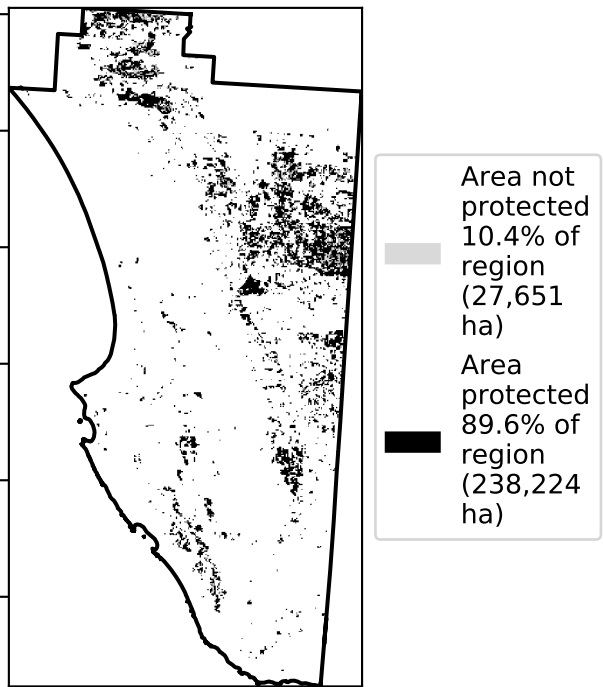 Area not
protected
10.4% of
region
(27,651
ha)
Area
protected
89.6% of
region
(238,224
ha)